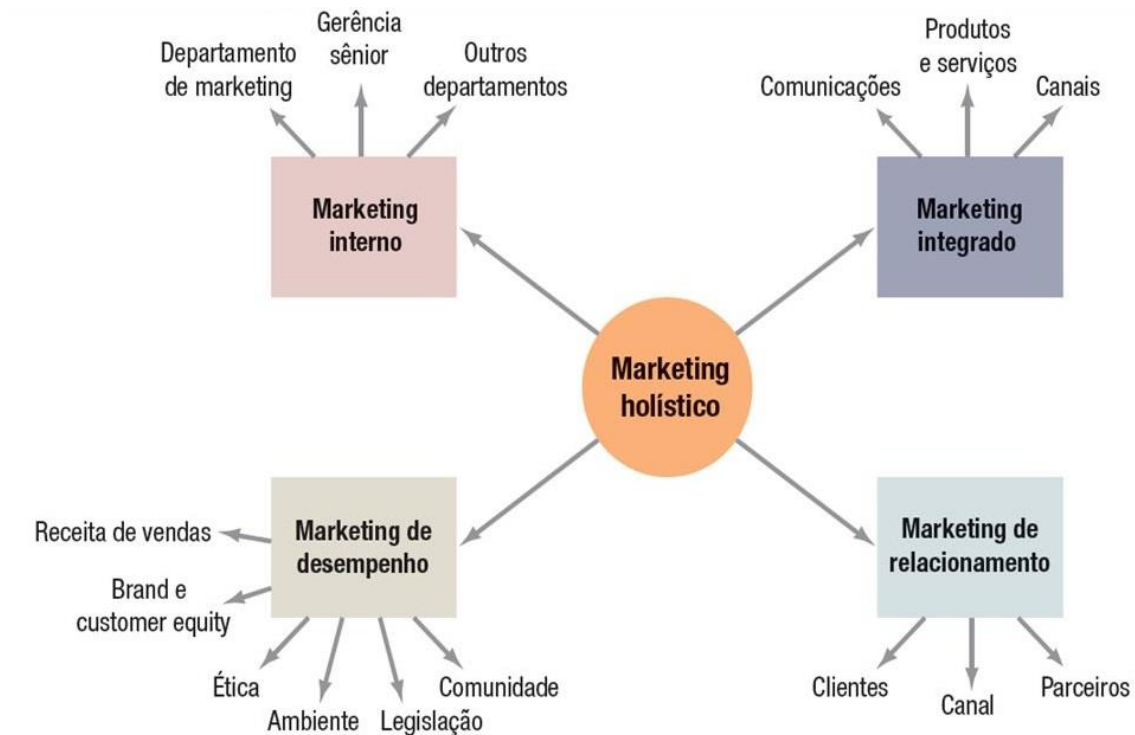 Departamento
de marketing
Gerência
sênior
Outros
departamentos
Marketing
interno
Comunicações
Produtos
e serviços
Canais
Marketing
integrado
Marketing
holístico
Marketing de
desempenho
Receita de vendas
Brand e
customer equity
Ética
Ambiente
Legislação
Comunidade
Marketing de
relacionamento
Clientes
Canal
Parceiros